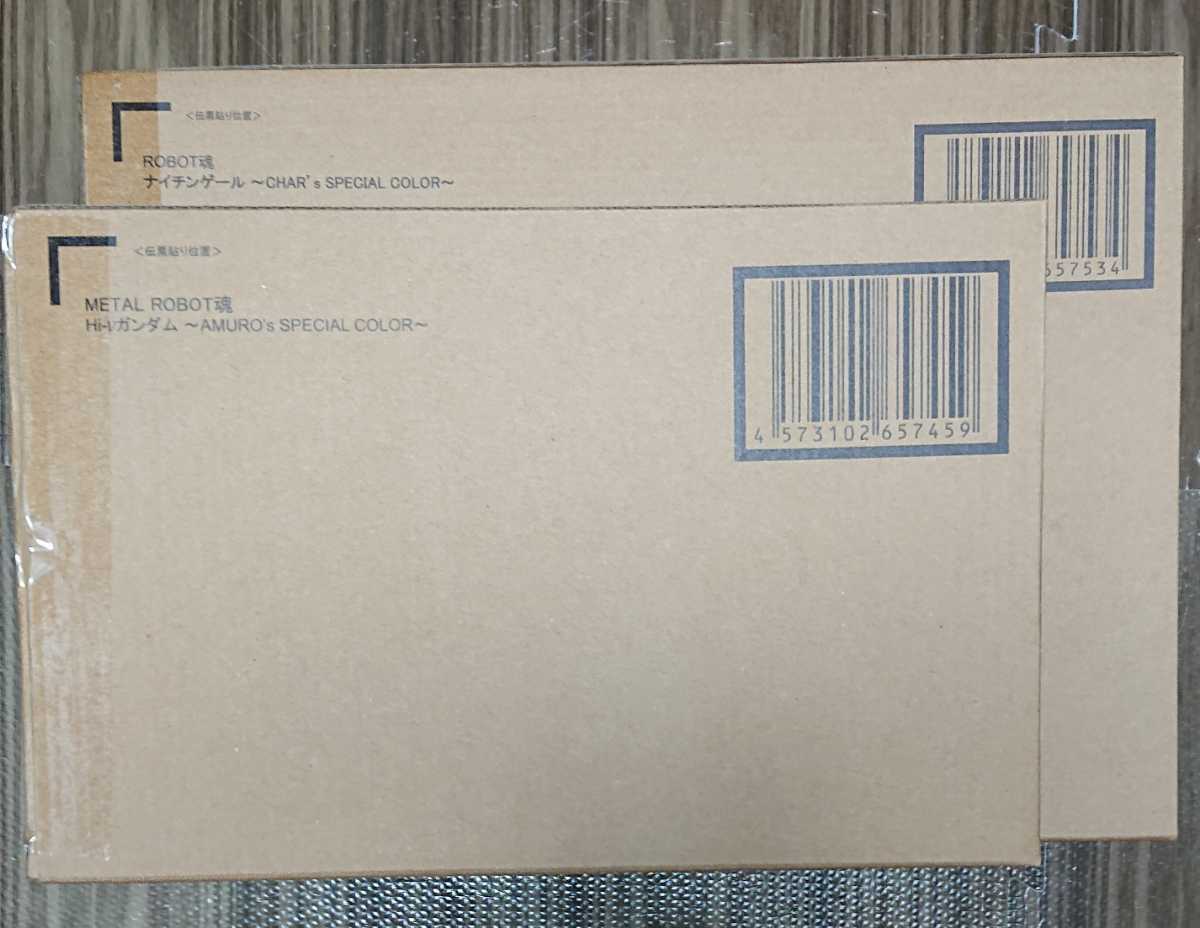 <伝票貼り位置>
ROBOT魂
ナイチンゲール ～CHAR's SPECIAL COLOR～
657534
<伝票貼り位置>
METAL ROBOT魂
Hi-νガンダム ～AMURO's SPECIAL COLOR～
4 573102 657459